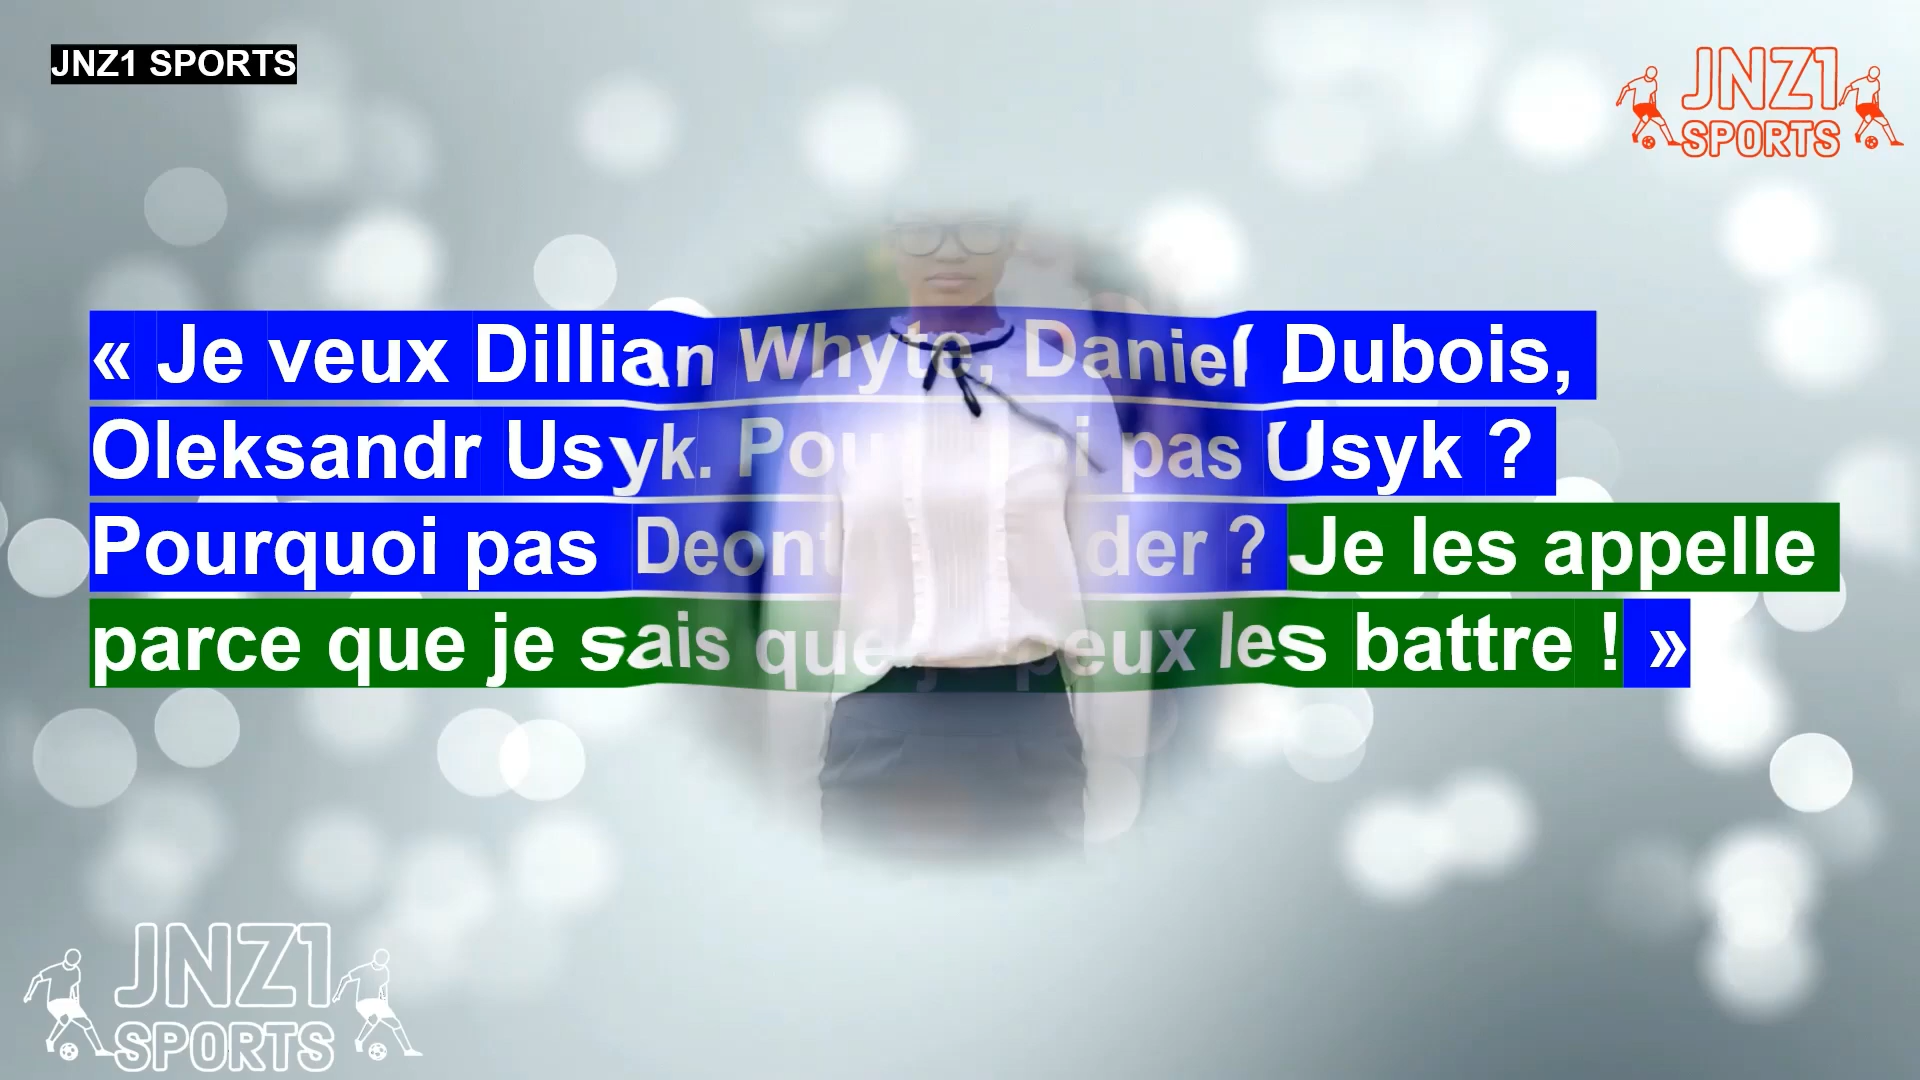 JNZ1 SPORTS
JNZ1
SPORTS
« Je veux Dillian Whyte, Daniel Dubois,
Oleksandr Usyk. pas Usyk ?
Pourquoi pas ? Je les appelle
parce que je sais que peux les battre ! »
JNZ1
SPORTS